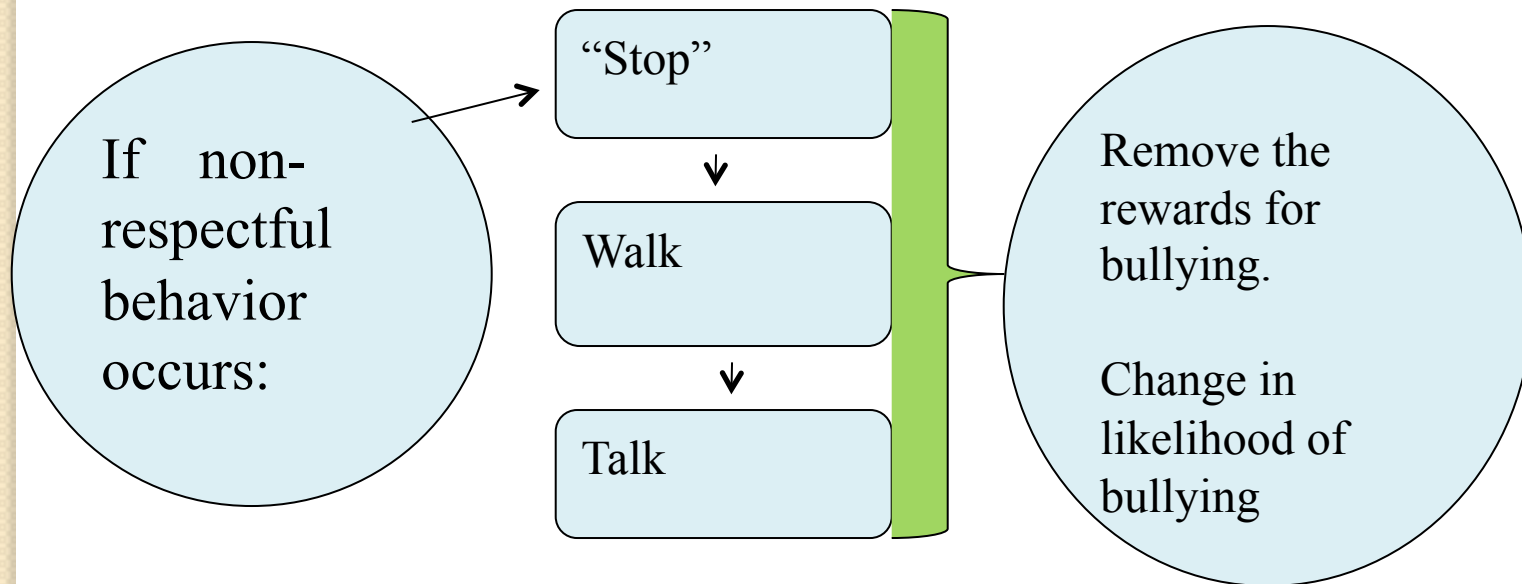 If non-
respectful
behavior
occurs:
“Stop”
Walk
Talk
Remove the
rewards for
bullying.
Change in
likelihood of
bullying